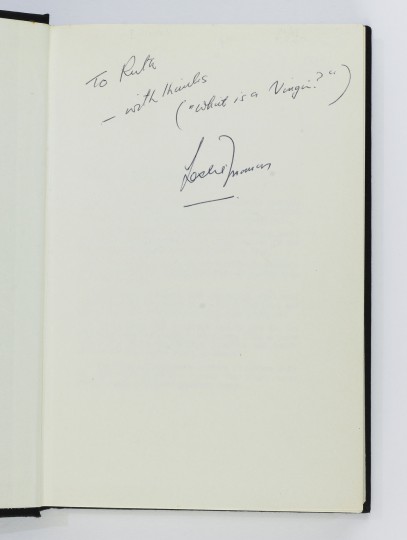 To Ruth
– with thanks
("What is a Virgin?")
Leslie Thomas